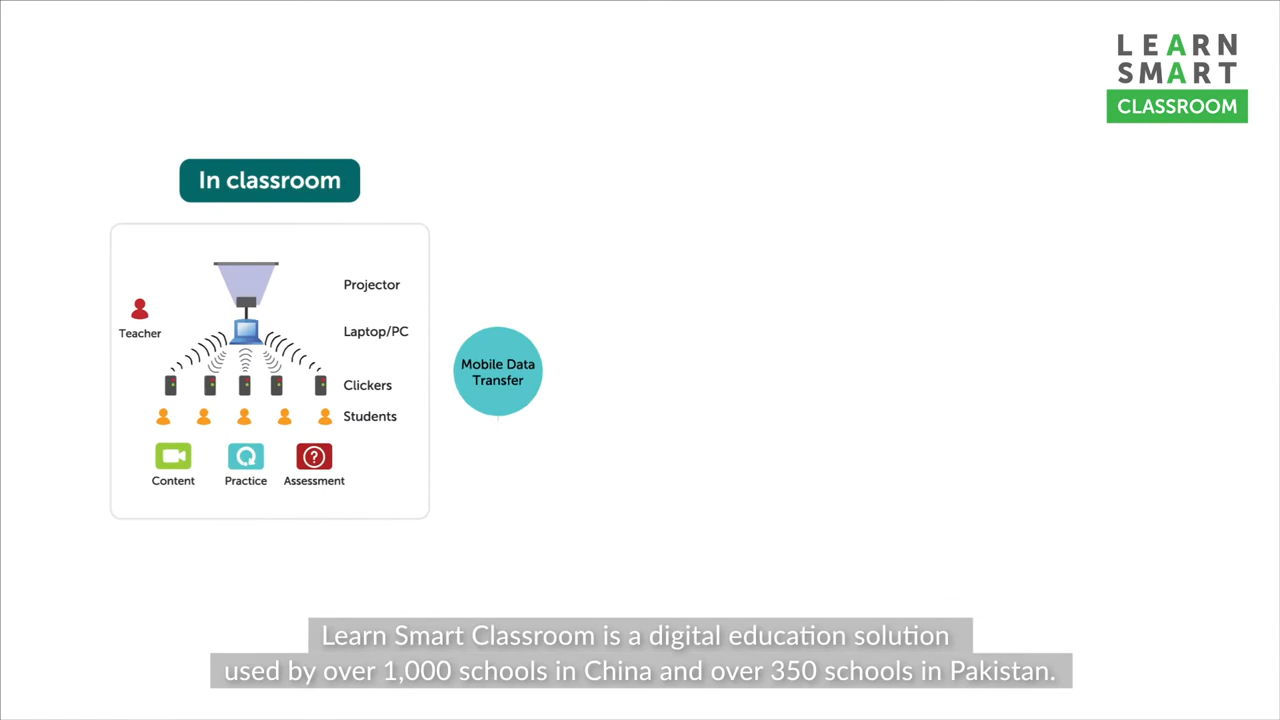 LEARN
SMART
CLASSROOM
In classroom
Projector
Teacher
Laptop/PC
Clickers
Students
Content Practice Assessment
Mobile Data
Transfer
Learn Smart Classroom is a digital education solution
used by over 1,000 schools in China and over 350 schools in Pakistan.